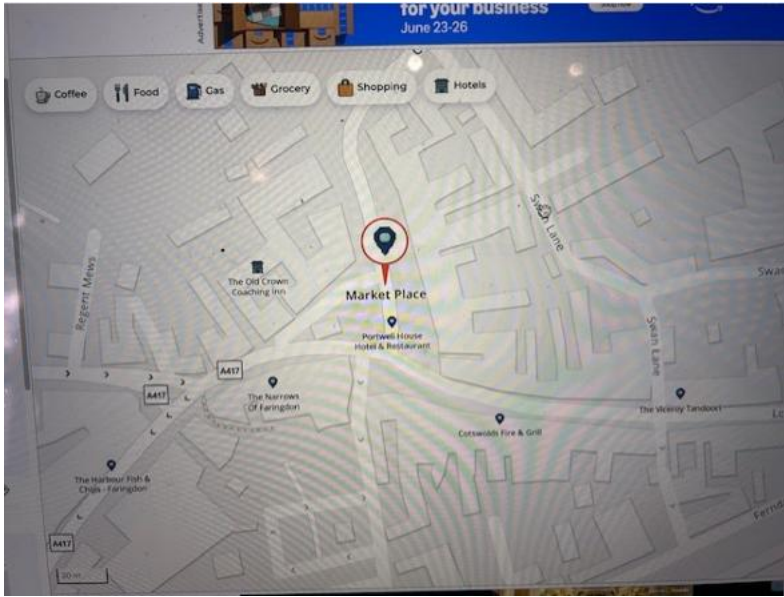 for your business
June 23-26
Coffee
Food
Gas
Grocery
Shopping
Hotels
Swan Lane
Regent Mews
The Old Crown
Coaching Inn
Market Place
Portwell House
Hotel & Restaurant
Swan Lane
A417
A417
The Narrows
Of Faringdon
The Viceroy Tandoori
Cotswolds Fire & Grill
The Harbour Fish &
Chips - Faringdon
A417
20 m